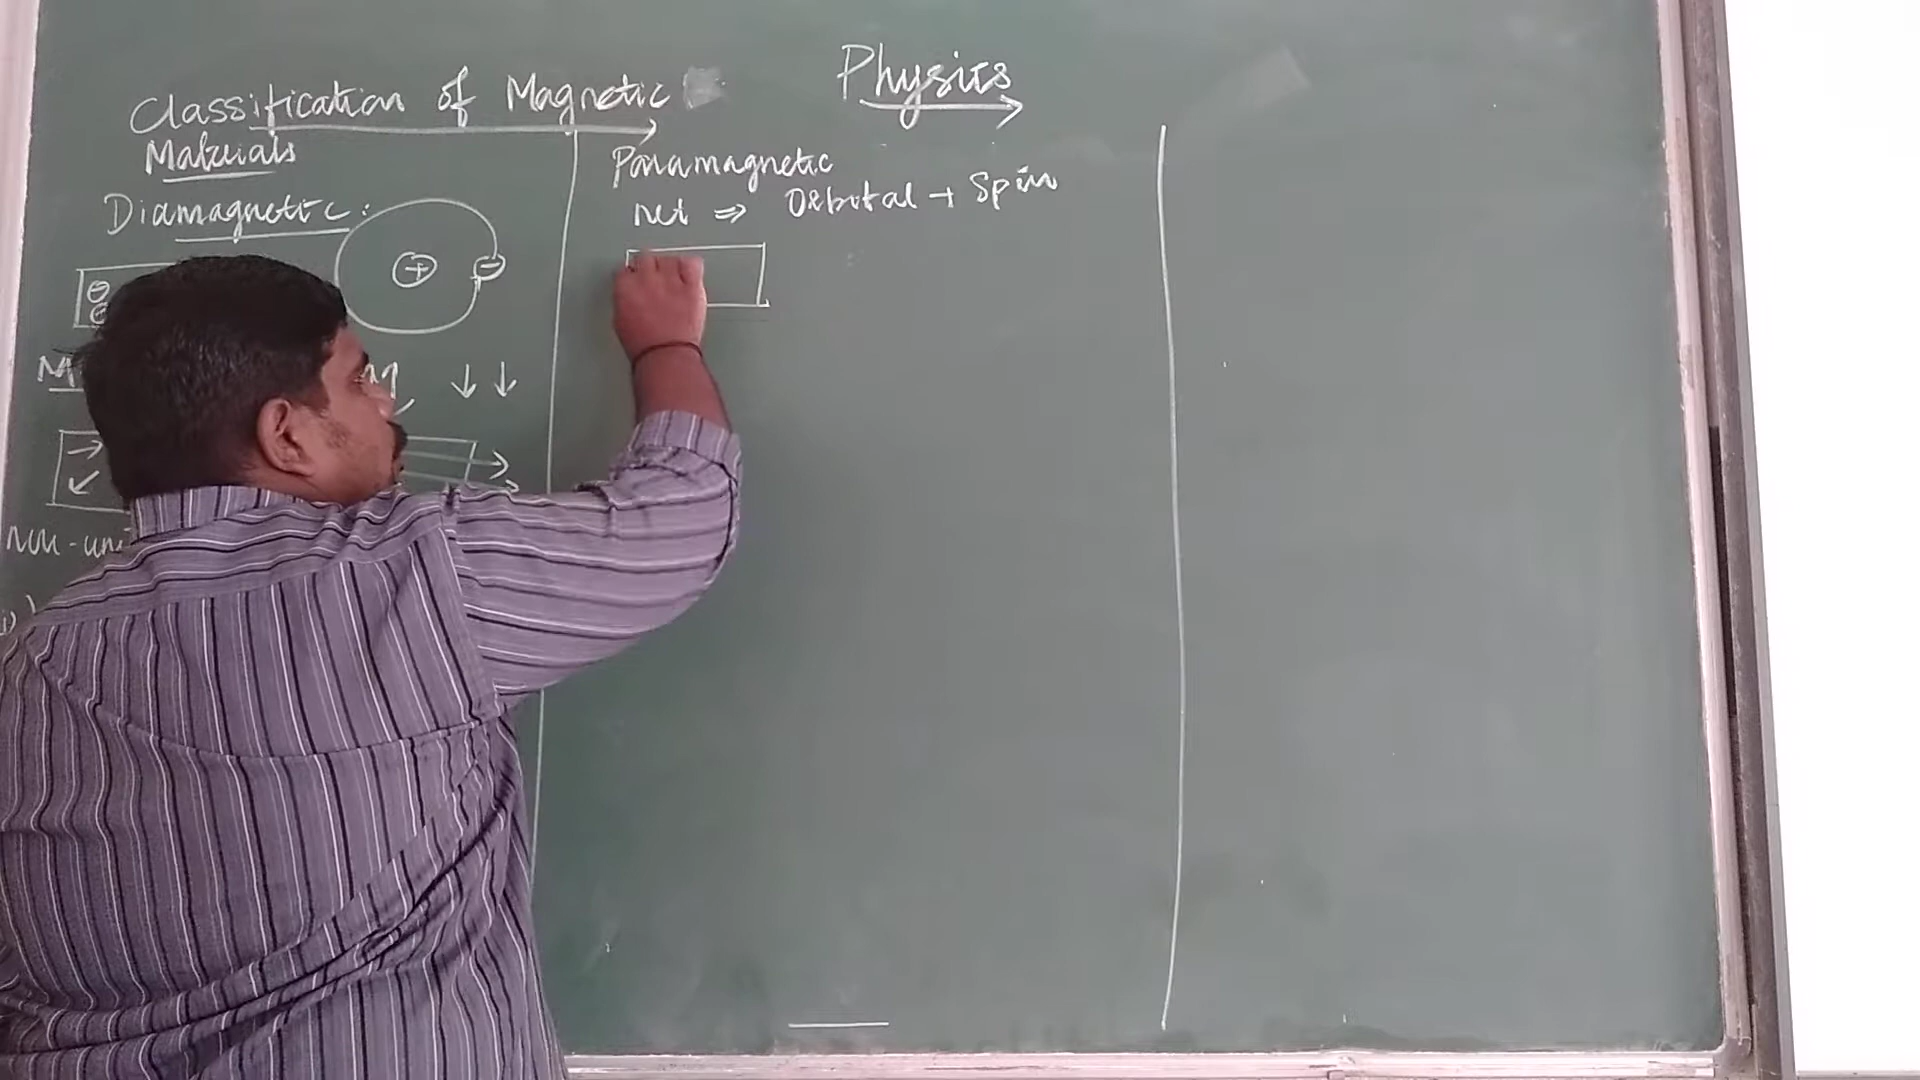 Physics
Classification of Magnetic
Materials
Diamagnetic:
+
-
non-uni
i)
Paramagnetic
net ⇒ Orbital + Spin